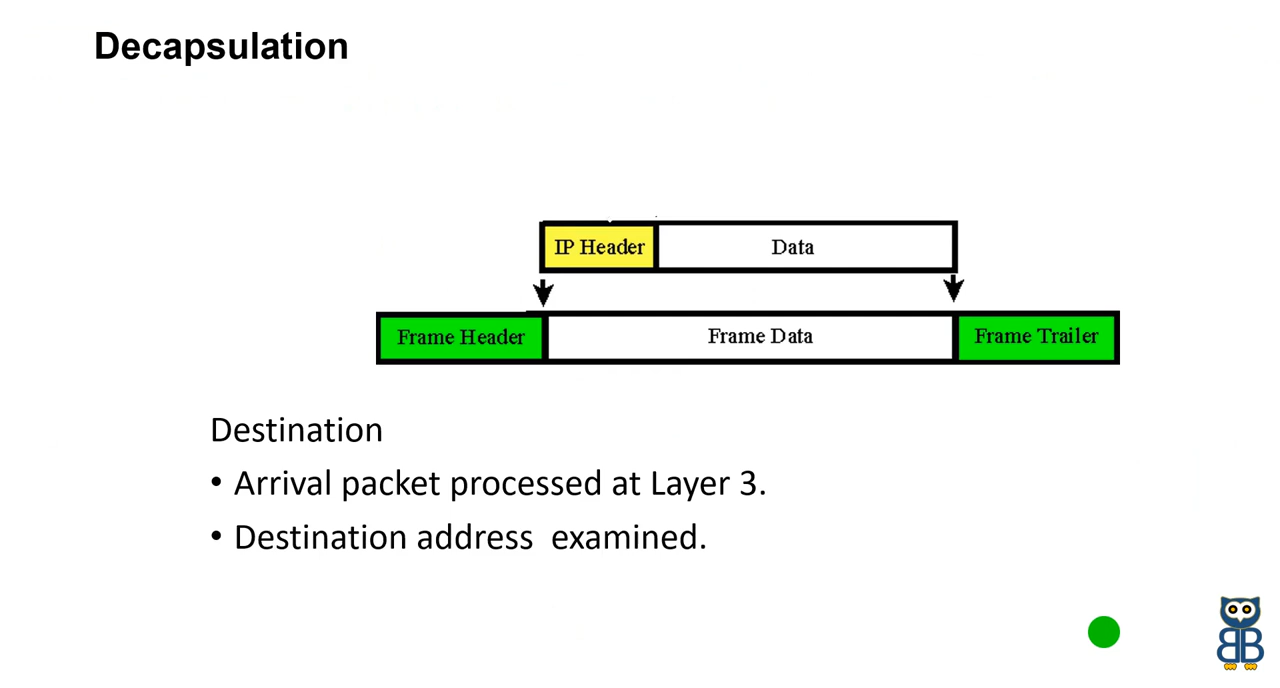 Decapsulation
IP Header Data
Frame Header Frame Data Frame Trailer
Destination
• Arrival packet processed at Layer 3.
• Destination address  examined.
BB